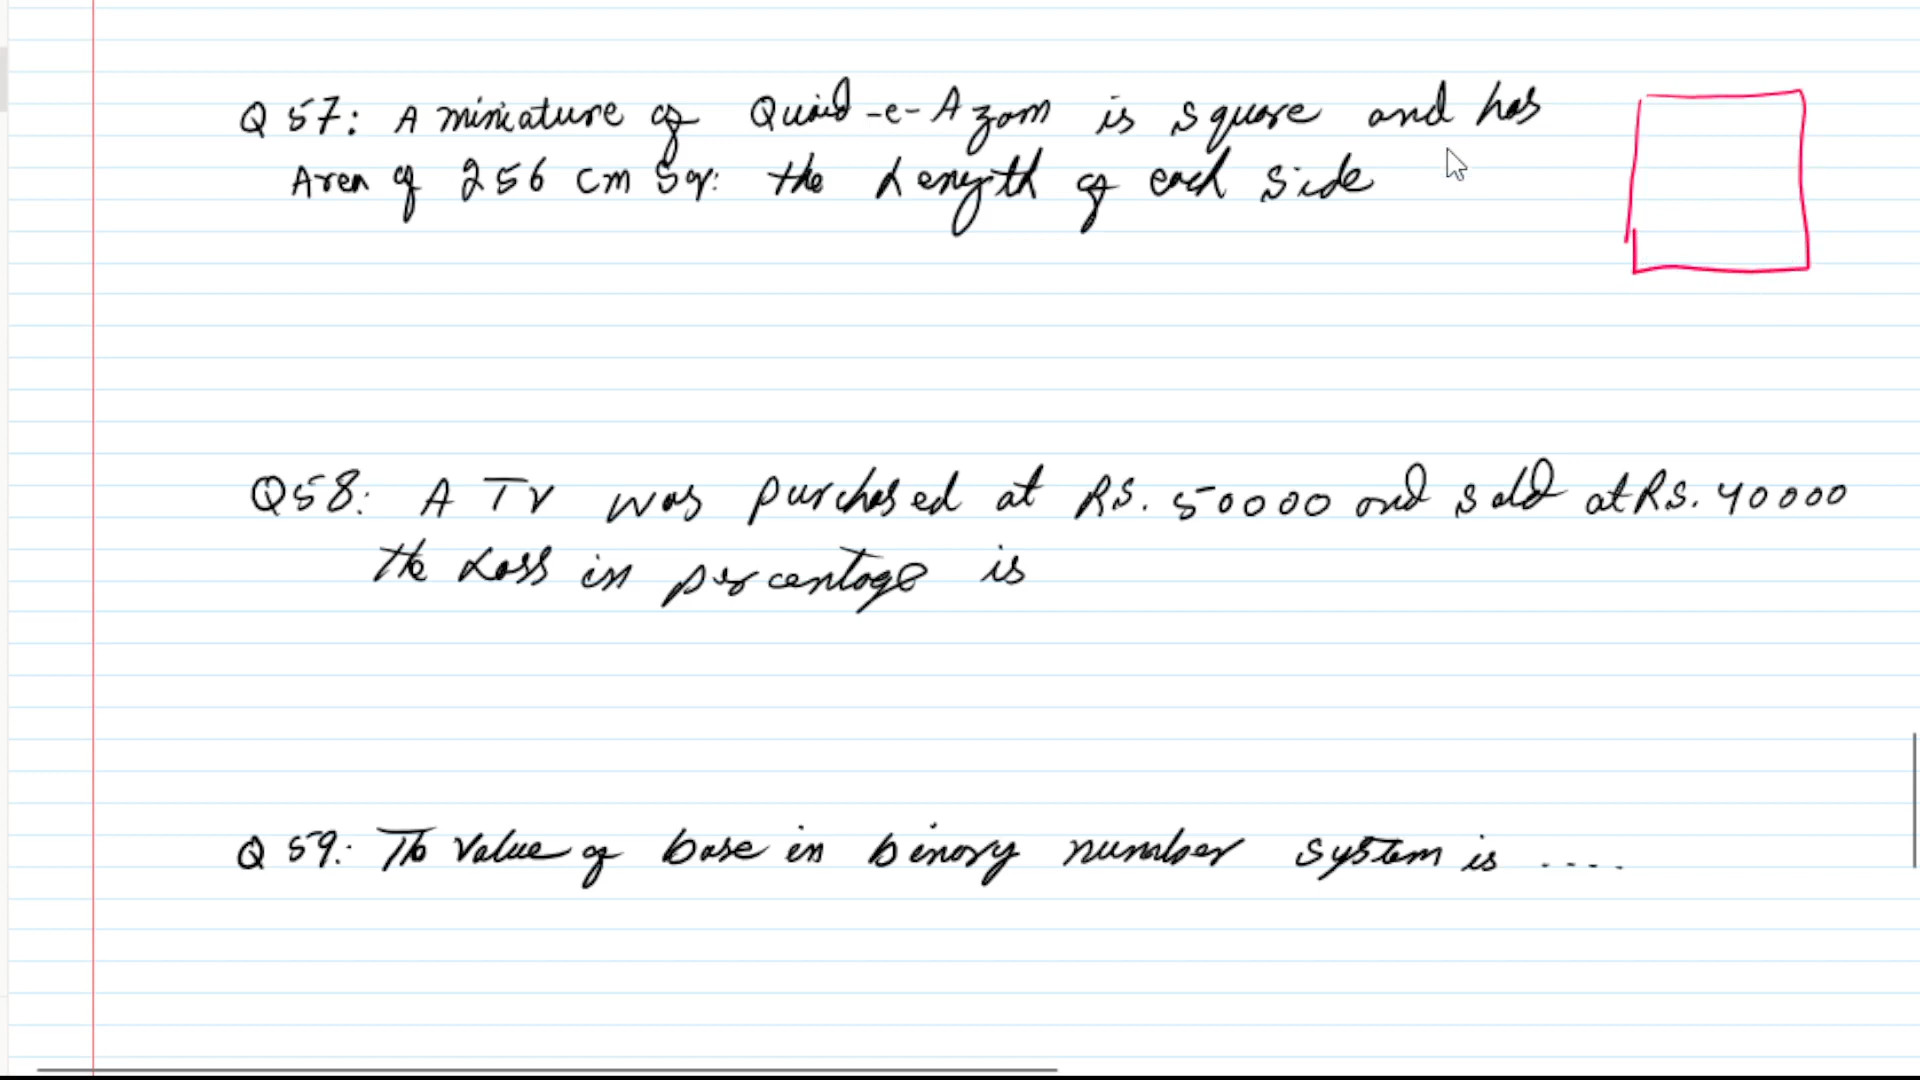 Q 57: A miniature of Quaid-e-Azam is square and has
Area of 256 cm Sqr: the Length of each side
Q58: A TV was purchased at RS. 50000 and sold at RS. 40000
the Loss in percentage is
Q 59: The Value of base in binary number system is ....